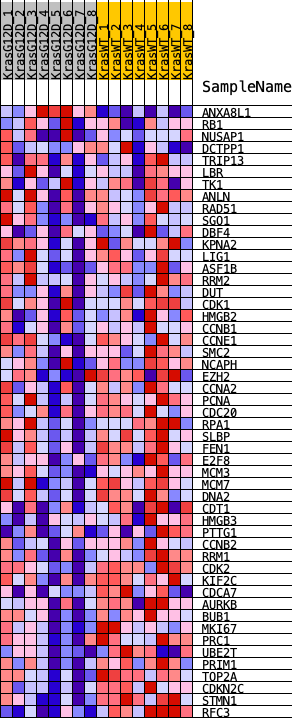 KrasG12D_1
KrasG12D_2
KrasG12D_3
KrasG12D_4
KrasG12D_5
KrasG12D_6
KrasG12D_7
KrasG12D_8
KrasWT_1
KrasWT_2
KrasWT_3
KrasWT_4
KrasWT_5
KrasWT_6
KrasWT_7
KrasWT_8
SampleName
ANXA8L1
RB1
NUSAP1
DCTPP1
TRIP13
LBR
TK1
ANLN
RAD51
SGO1
DBF4
KPNA2
LIG1
ASF1B
RRM2
DUT
CDK1
HMGB2
CCNB1
CCNE1
SMC2
NCAPH
EZH2
CCNA2
PCNA
CDC20
RPA1
SLBP
FEN1
E2F8
MCM3
MCM7
DNA2
CDT1
HMGB3
PTTG1
CCNB2
RRM1
CDK2
KIF2C
CDCA7
AURKB
BUB1
MKI67
PRC1
UBE2T
PRIM1
TOP2A
CDKN2C
STMN1
RFC3